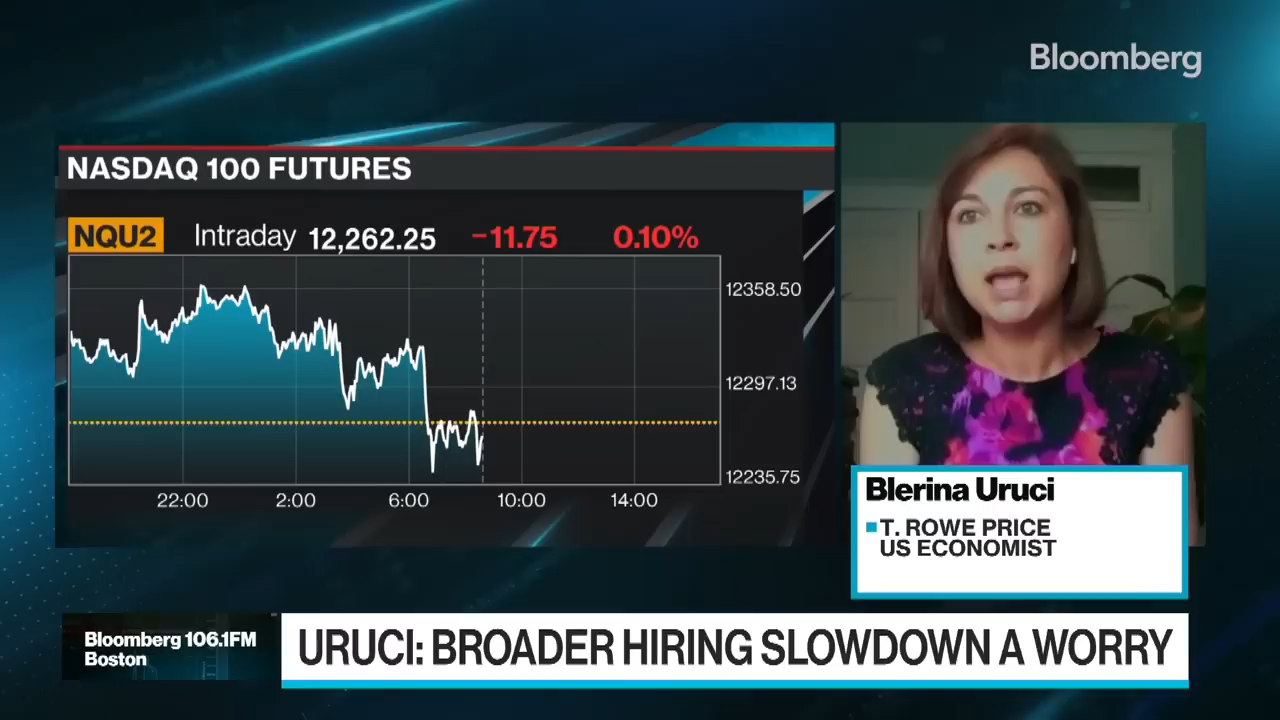 Bloomberg
NASDAQ 100 FUTURES
NQU2 Intraday 12,262.25 -11.75 0.10%
12358.50
12297.13
12235.75
22:00 2:00 6:00 10:00 14:00
Blerina Uruci
T. ROWE PRICE
US ECONOMIST
Bloomberg 106.1FM
Boston
URUCI: BROADER HIRING SLOWDOWN A WORRY